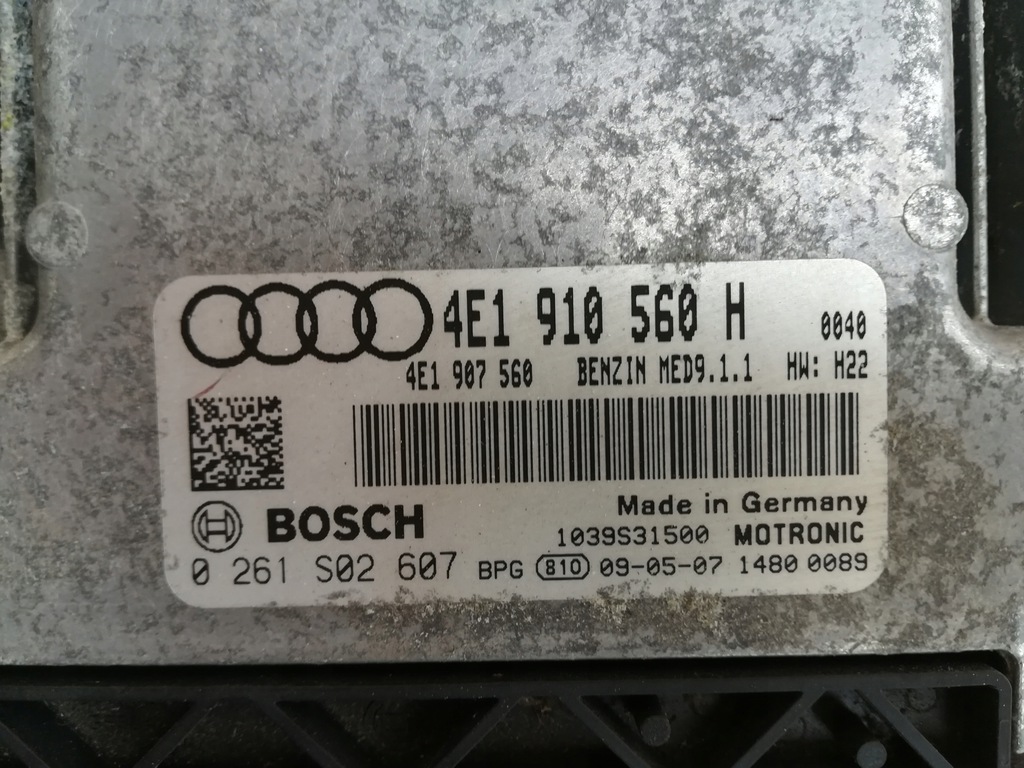 4E1 910 560 H 0040
4E1 907 560 BENZIN MED9.1.1 HW: H22
Made in Germany
BOSCH 1039S31500 MOTRONIC
0 261 S02 607 BPG 810 09-05-07 1480 0089